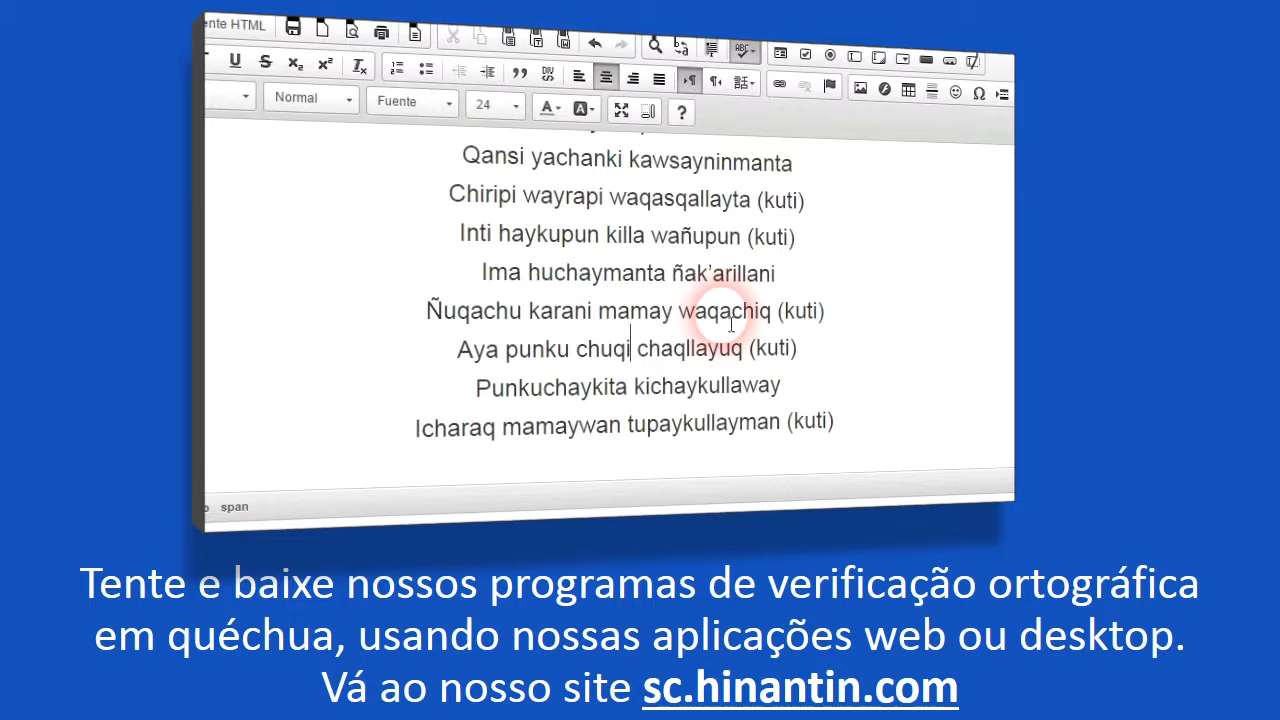 ente HTML
Normal Fuente 24
Qansi yachanki kawsayninmanta
Chiripi wayrapi waqasqallayta (kuti)
Inti haykupun killa wañupun (kuti)
Ima huchaymanta ñak'arillani
Ñuqachu karani mamay waqachiq (kuti)
Aya punku chuqi chaqllayuq (kuti)
Punkuchaykita kichaykullaway
Icharaq mamaywan tupaykullayman (kuti)
span
Tente e baixe nossos programas de verificação ortográfica
em quéchua, usando nossas aplicações web ou desktop.
Vá ao nosso site sc.hinantin.com